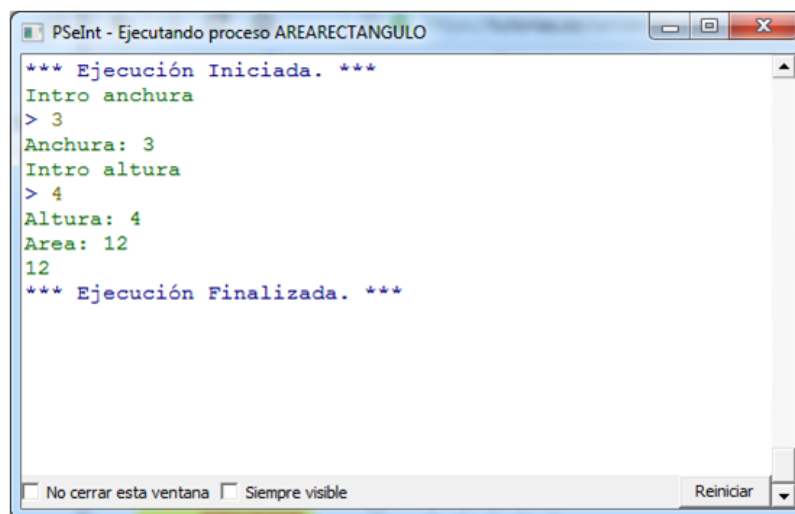 PSeInt - Ejecutando proceso AREARECTANGULO
*** Ejecución Iniciada. ***
Intro anchura
> 3
Anchura: 3
Intro altura
> 4
Altura: 4
Area: 12
12
*** Ejecución Finalizada. ***
No cerrar esta ventana Siempre visible Reiniciar